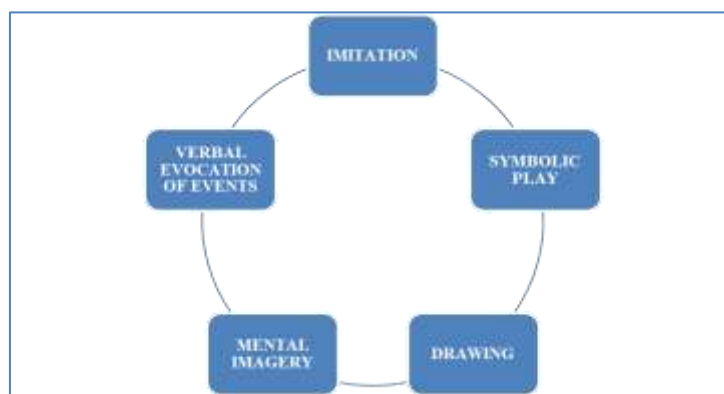 IMITATION
SYMBOLIC
PLAY
DRAWING
MENTAL
IMAGERY
VERBAL
EVOCATION
OF EVENTS